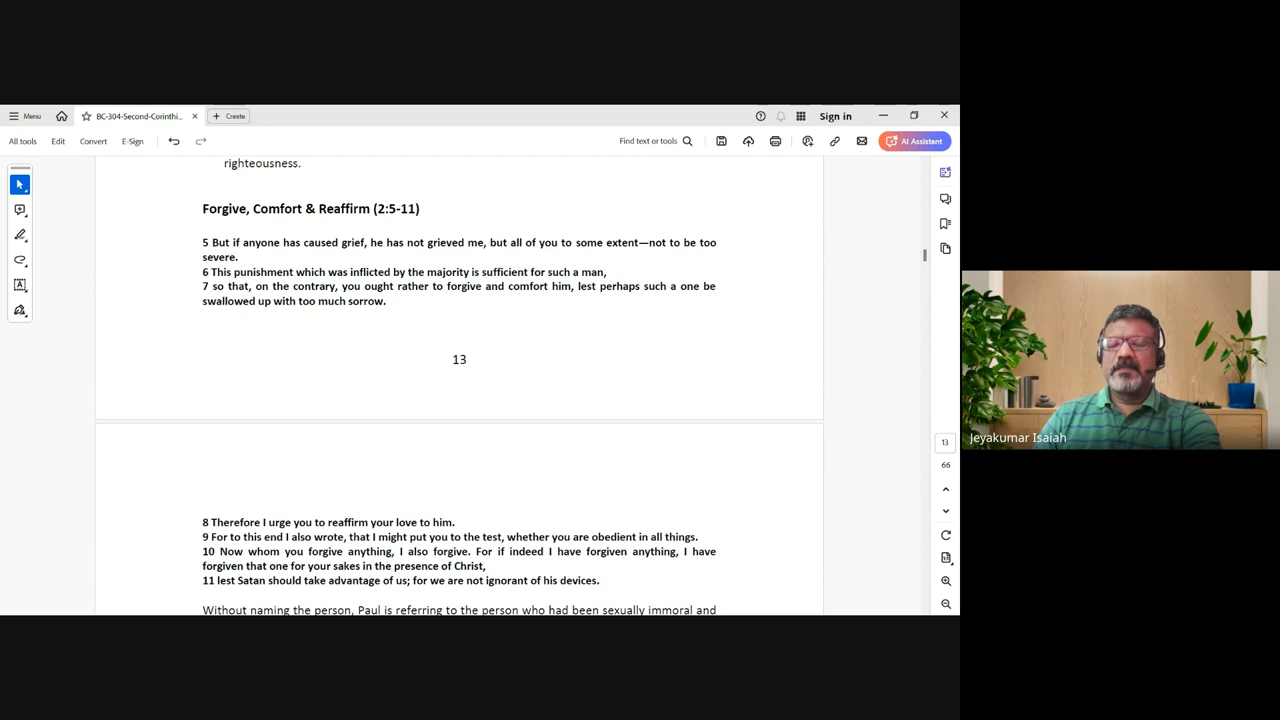 Menu
BC-304-Second-Corinthi...
Create
Sign in
All tools
Edit
Convert
E-Sign
Find text or tools
AI Assistant
righteousness.
Forgive, Comfort & Reaffirm (2:5-11)
5 But if anyone has caused grief, he has not grieved me, but all of you to some extent—not to be too
severe.
6 This punishment which was inflicted by the majority is sufficient for such a man,
7 so that, on the contrary, you ought rather to forgive and comfort him, lest perhaps such a one be
swallowed up with too much sorrow.
13
13
66
8 Therefore I urge you to reaffirm your love to him.
9 For to this end I also wrote, that I might put you to the test, whether you are obedient in all things.
10 Now whom you forgive anything, I also forgive. For if indeed I have forgiven anything, I have
forgiven that one for your sakes in the presence of Christ,
11 lest Satan should take advantage of us; for we are not ignorant of his devices.
Without naming the person, Paul is referring to the person who had been sexually immoral and
Jeyakumar Isaiah